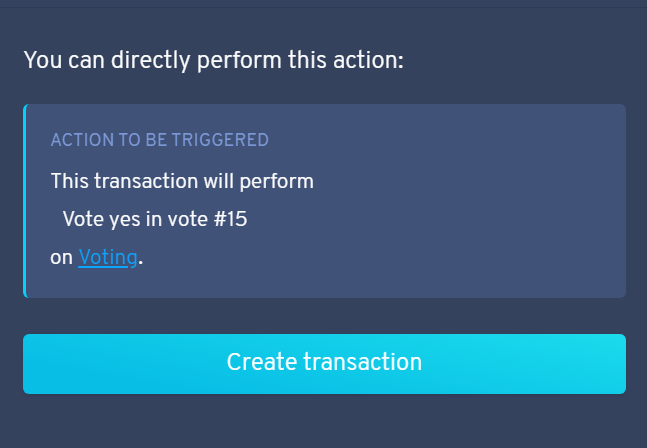 You can directly perform this action:
ACTION TO BE TRIGGERED
This transaction will perform
Vote yes in vote #15
on Voting.
Create transaction